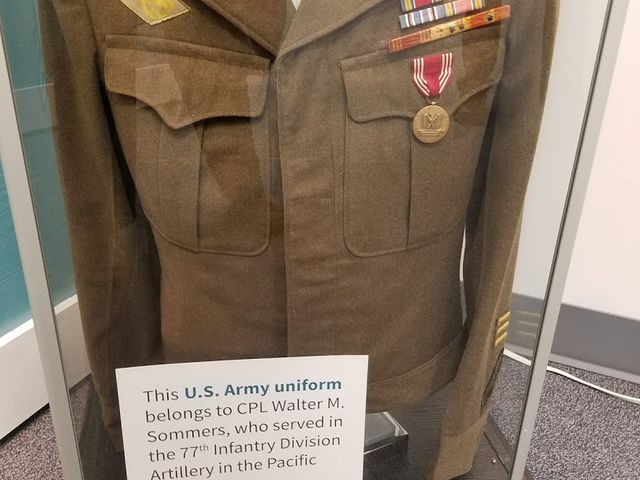 This U.S. Army uniform
belongs to CPL Walter M.
Sommers, who served in
the 77th Infantry Division
Artillery in the Pacific